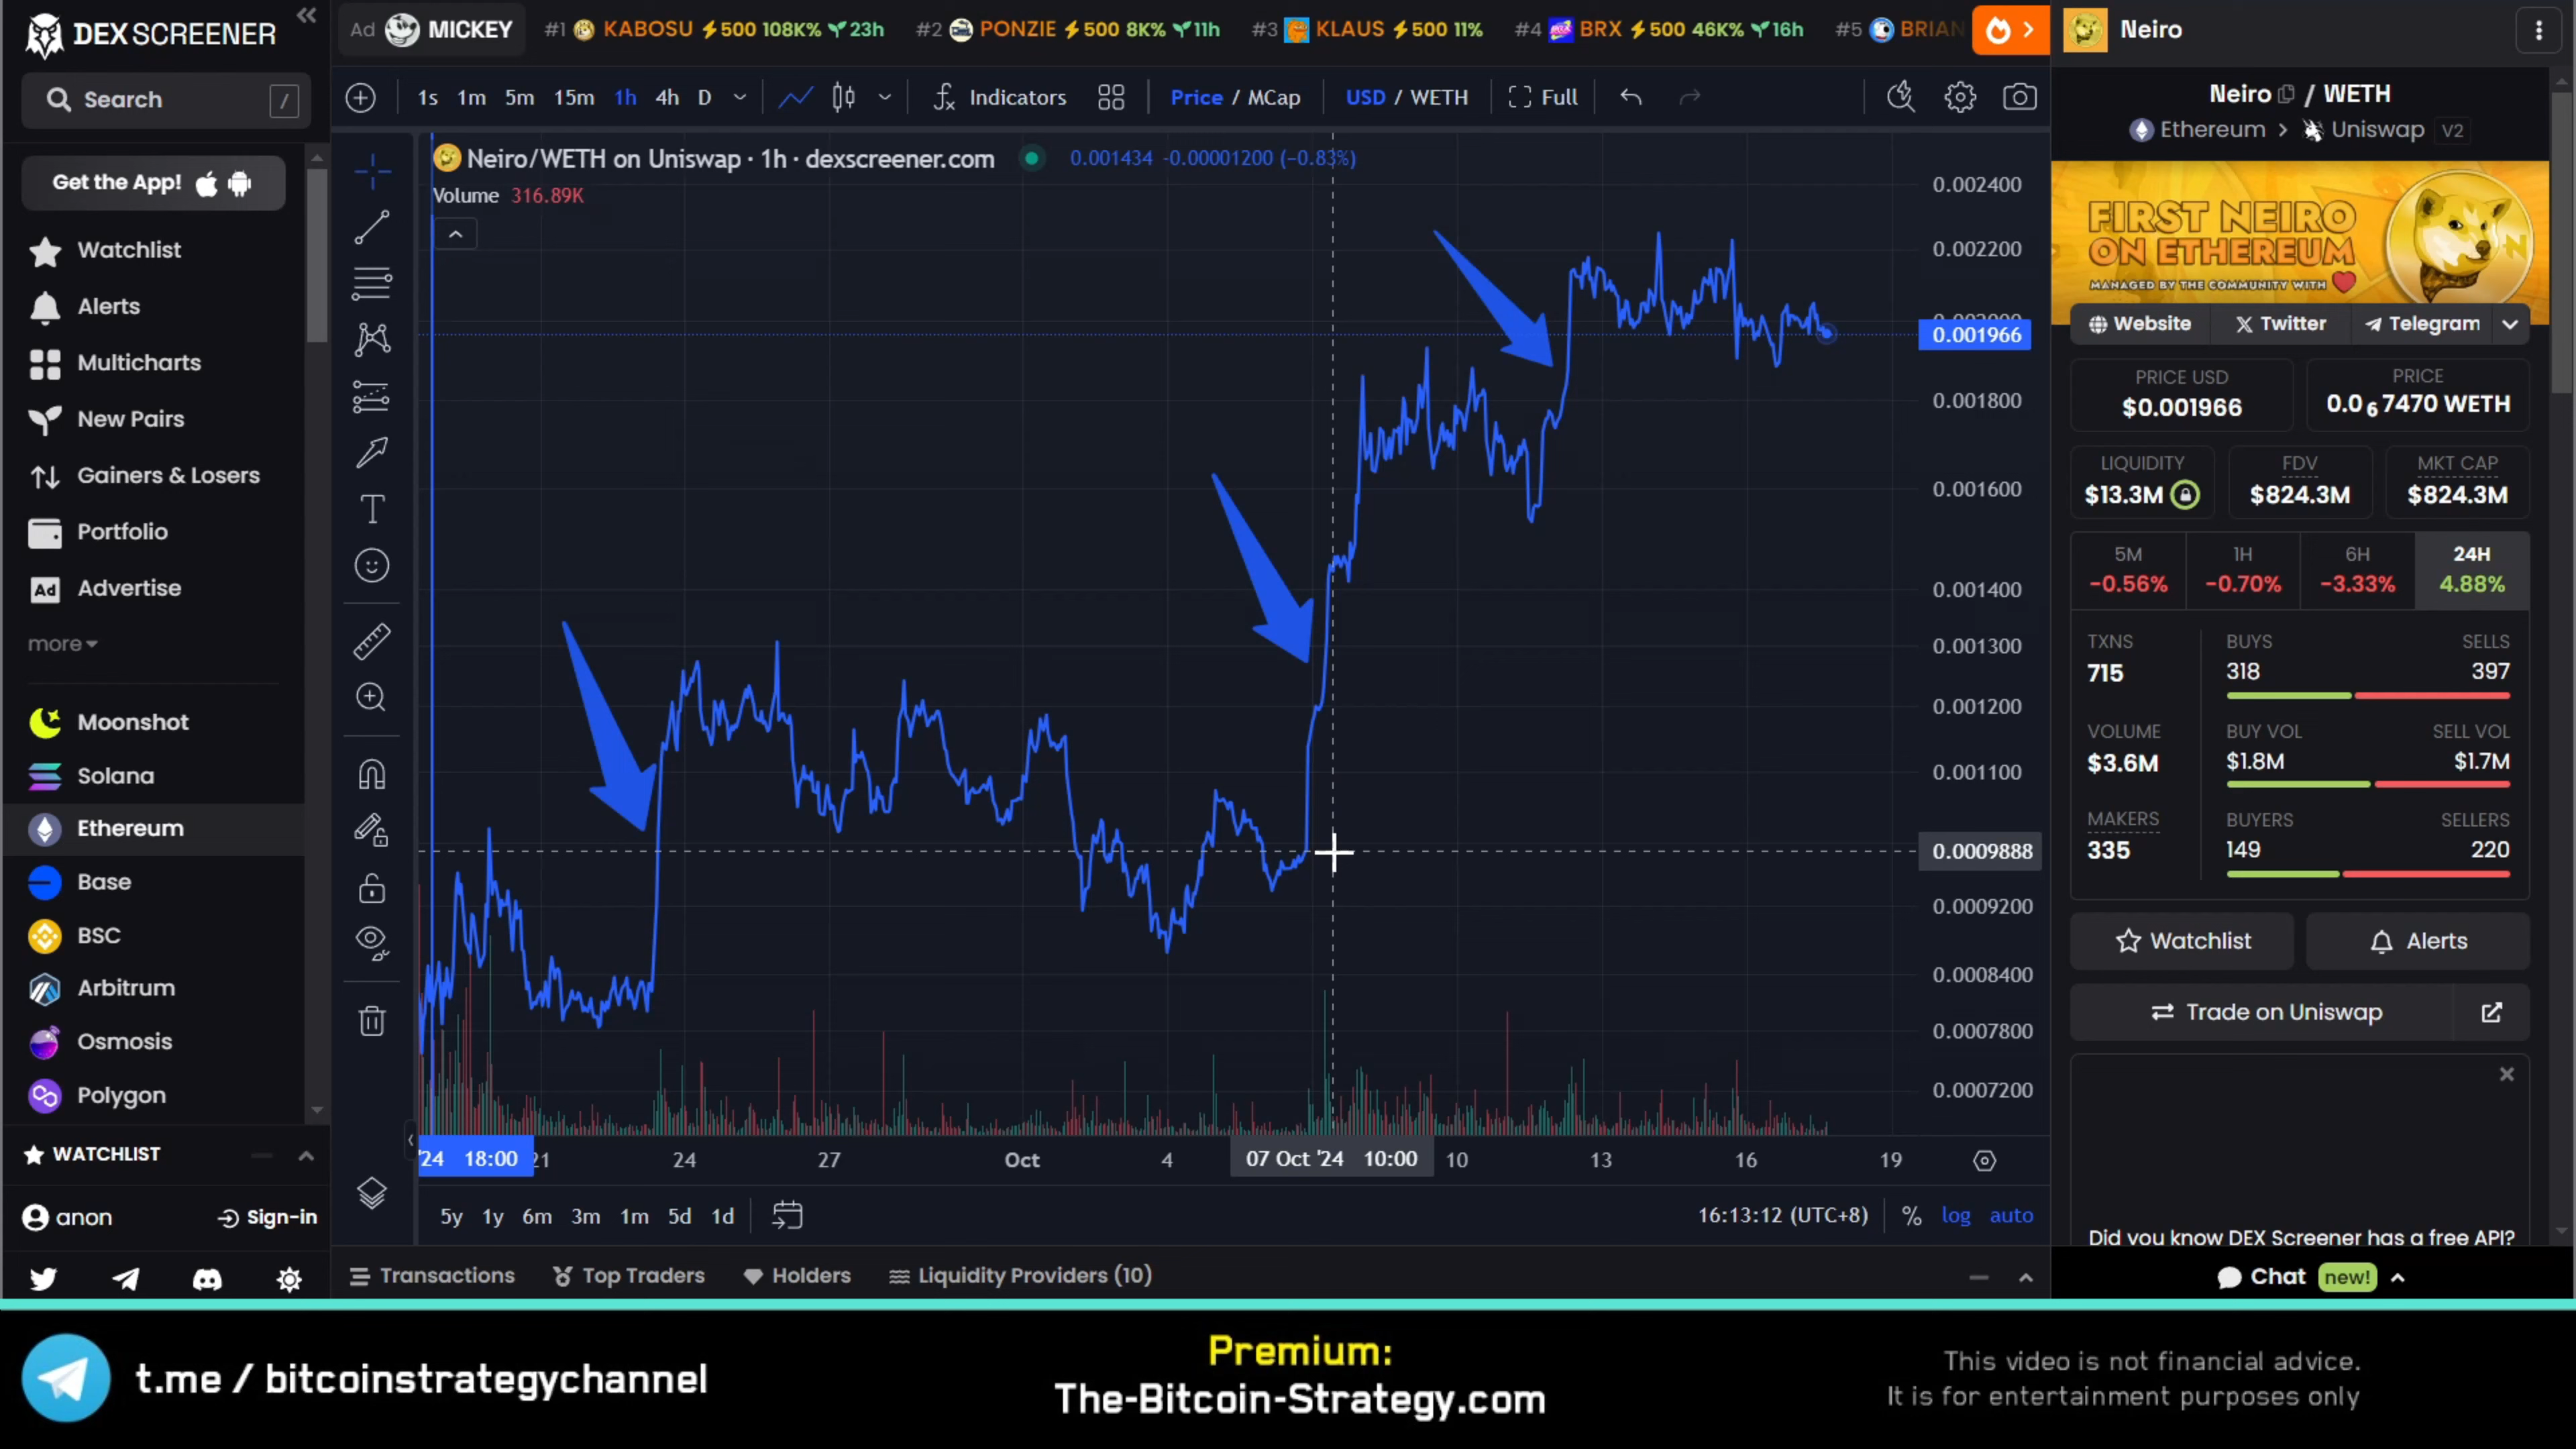 DEX SCREENER
Search /
Get the App!
Watchlist
Alerts
Multicharts
New Pairs
Gainers & Losers
Portfolio
Ad Advertise
more
Moonshot
Solana
Ethereum
Base
BSC
Arbitrum
Osmosis
Polygon
WATCHLIST
anon Sign-in
Ad MICKEY #1 KABOSU 500 108K% 23h #2 PONZIE 500 8K% 11h #3 KLAUS 500 11% #4 BRX 500 46K% 16h #5 BRIAN
1s 1m 5m 15m 1h 4h D Indicators Price / MCap USD / WETH Full
Neiro/WETH on Uniswap · 1h · dexscreener.com 0.001434 -0.00001200 (-0.83%)
Volume 316.89K
0.002400
0.002200
0.001966
0.001800
0.001600
0.001400
0.001300
0.001200
0.001100
0.0009888
0.0009200
0.0008400
0.0007800
0.0007200
'24 18:00 21 24 27 Oct 4 07 Oct '24 10:00 10 13 16 19
5y 1y 6m 3m 1m 5d 1d 16:13:12 (UTC+8) % log auto
Transactions Top Traders Holders Liquidity Providers (10)
Neiro
Neiro / WETH
Ethereum > Uniswap V2
FIRST NEIRO
ON ETHEREUM
MANAGED BY THE COMMUNITY WITH
Website Twitter Telegram
PRICE USD
$0.001966
PRICE
0.0₆7470 WETH
LIQUIDITY
$13.3M
FDV
$824.3M
MKT CAP
$824.3M
5M 1H 6H 24H
-0.56% -0.70% -3.33% 4.88%
TXNS BUYS SELLS
715 318 397
VOLUME BUY VOL SELL VOL
$3.6M $1.8M $1.7M
MAKERS BUYERS SELLERS
335 149 220
Watchlist Alerts
Trade on Uniswap
Did you know DEX Screener has a free API?
Chat new!
t.me / bitcoinstrategychannel
Premium:
The-Bitcoin-Strategy.com
This video is not financial advice.
It is for entertainment purposes only